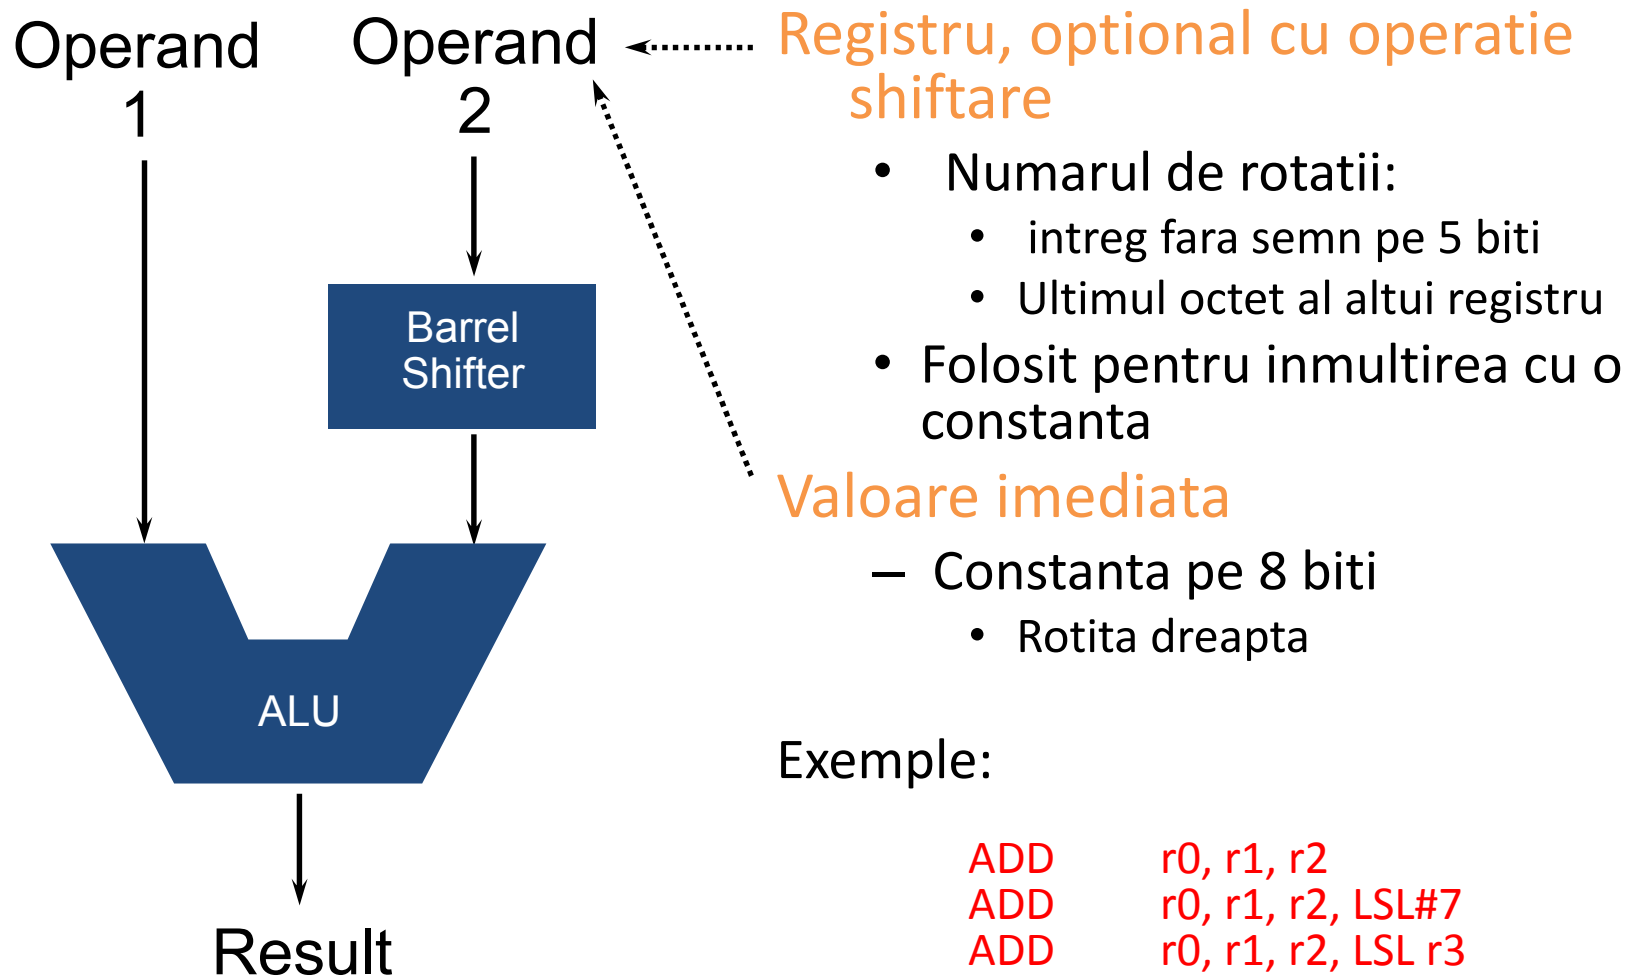 Operand
1
Operand
2
Barrel
Shifter
ALU
Result
Registru, optional cu operatie
shiftare
• Numarul de rotatii:
• intreg fara semn pe 5 biti
• Ultimul octet al altui registru
• Folosit pentru inmultirea cu o
constanta
Valoare imediata
– Constanta pe 8 biti
• Rotita dreapta
Exemple:
ADD r0, r1, r2
ADD r0, r1, r2, LSL#7
ADD r0, r1, r2, LSL r3